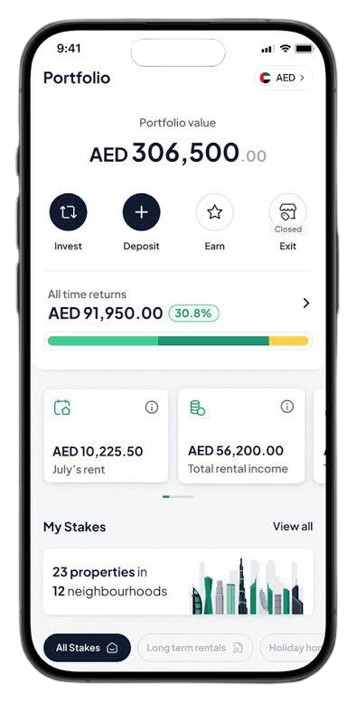 9:41
Portfolio
AED
Portfolio value
AED 306,500.00
Invest
Deposit
Earn
Closed
Exit
All time returns
AED 91,950.00 30.8%
AED 10,225.50
July's rent
AED 56,200.00
Total rental income
My Stakes
View all
23 properties in
12 neighbourhoods
All Stakes
Long term rentals
Holiday hor